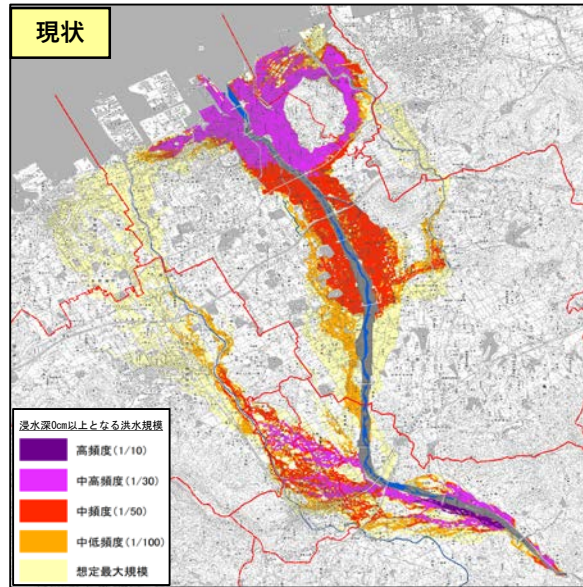 現状
浸水深0cm以上となる洪水規模
高頻度(1/10)
中高頻度(1/30)
中頻度(1/50)
中低頻度(1/100)
想定最大規模